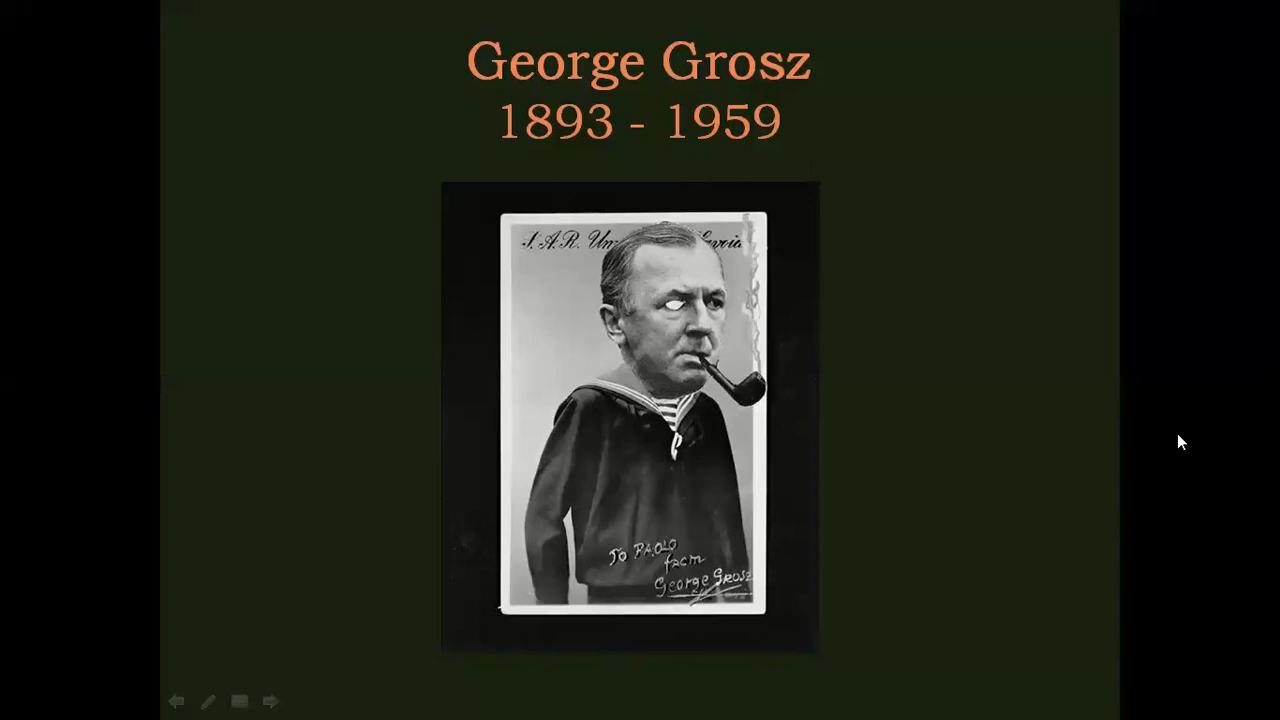 George Grosz
1893 - 1959
S.A.R.
To PAOLO
from
George Grosz